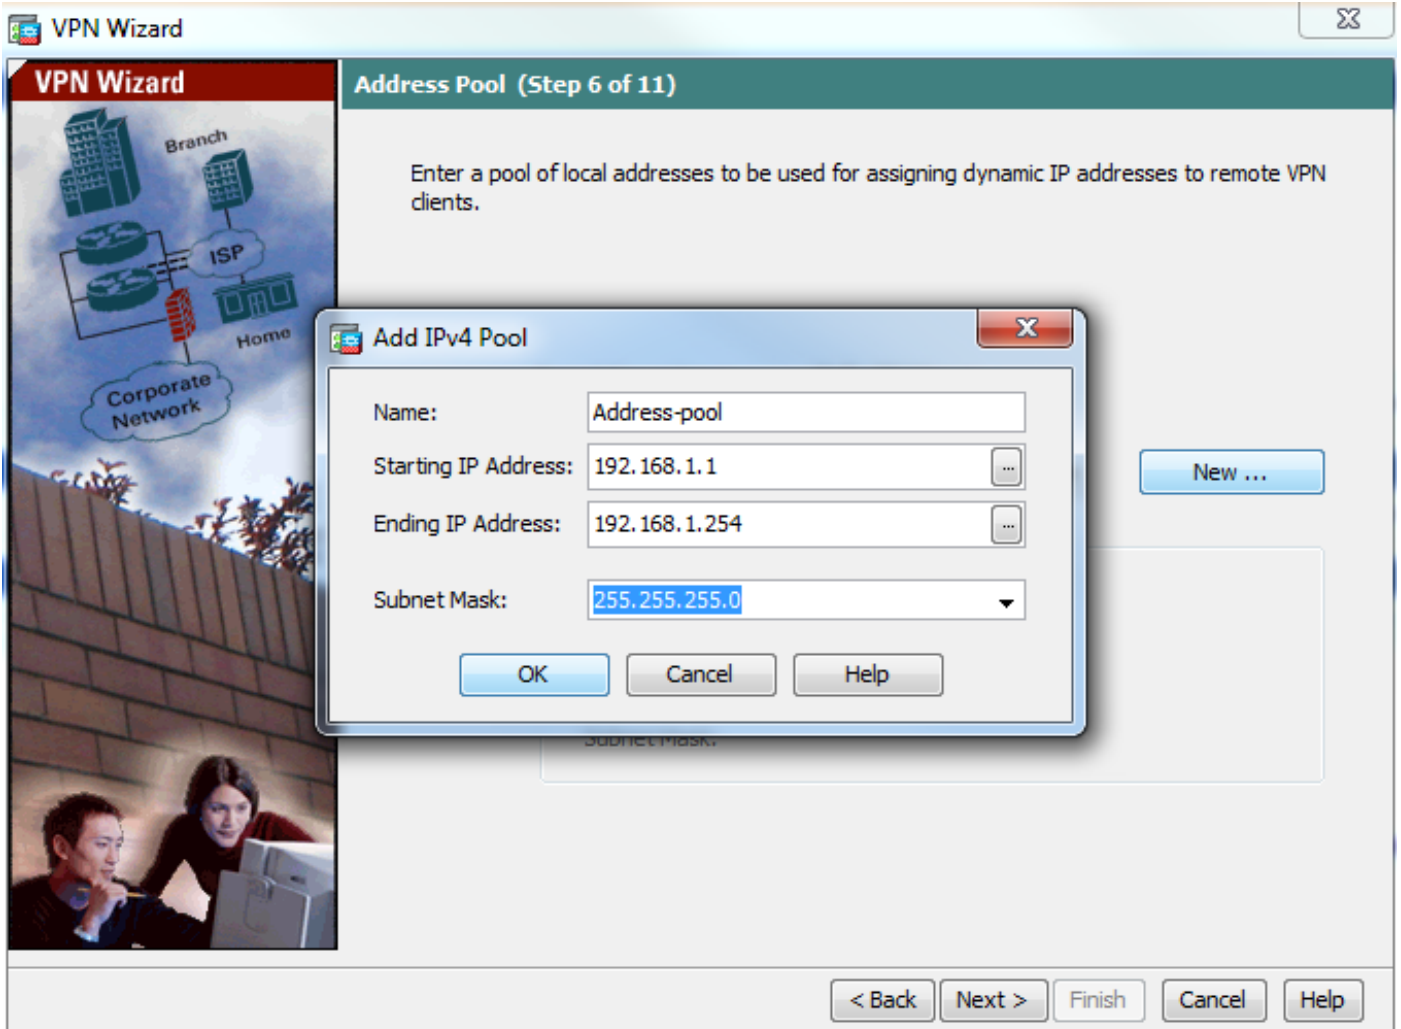 VPN Wizard
VPN Wizard
Address Pool (Step 6 of 11)
Branch
ISP
Home
Corporate
Network
Enter a pool of local addresses to be used for assigning dynamic IP addresses to remote VPN
clients.
Add IPv4 Pool
Name:
Address-pool
Starting IP Address:
192.168.1.1
...
Ending IP Address:
192.168.1.254
...
Subnet Mask:
255.255.255.0
OK
Cancel
Help
New ...
Subnet Mask:
< Back
Next >
Finish
Cancel
Help